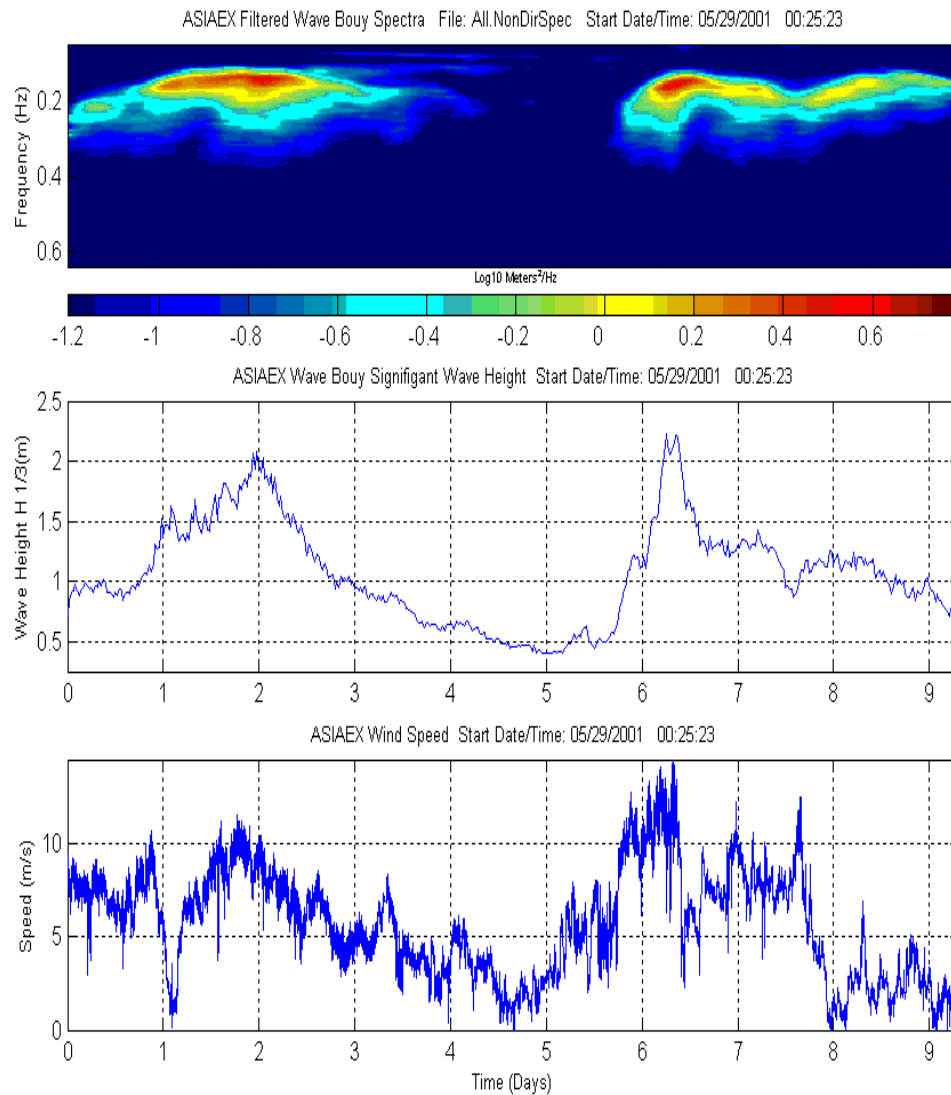 ASIAEX Filtered Wave Bouy Spectra   File: All.NonDirSpec   Start Date/Time: 05/29/2001   00:25:23
Frequency (Hz)
0.2
0.4
0.6
Log10 Meters²/Hz
-1.2 -1 -0.8 -0.6 -0.4 -0.2 0 0.2 0.4 0.6
ASIAEX Wave Bouy Signifigant Wave Height  Start Date/Time: 05/29/2001   00:25:23
Wave Height H 1/3(m)
2.5
2
1.5
1
0.5
0 1 2 3 4 5 6 7 8 9
ASIAEX Wind Speed  Start Date/Time: 05/29/2001   00:25:23
Speed (m/s)
10
5
0
0 1 2 3 4 5 6 7 8 9
Time (Days)